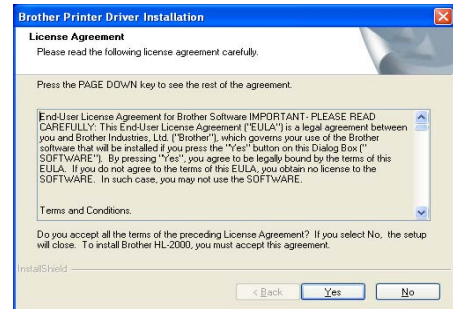 Brother Printer Driver Installation
License Agreement
Please read the following license agreement carefully.
Press the PAGE DOWN key to see the rest of the agreement.
End-User License Agreement for Brother Software IMPORTANT- PLEASE READ
CAREFULLY: This End-User License Agreement ("EULA") is a legal agreement between
you and Brother Industries, Ltd. ("Brother"), which governs your use of the Brother
software that will be installed if you press the "Yes" button on this Dialog Box ("
SOFTWARE"). By pressing "Yes", you agree to be legally bound by the terms of this
EULA. If you do not agree to the terms of this EULA, you obtain no license to the
SOFTWARE. In such case, you may not use the SOFTWARE.
Terms and Conditions.
Do you accept all the terms of the preceding License Agreement? If you select No, the setup
will close. To install Brother HL-2000, you must accept this agreement.
InstallShield
< Back Yes No